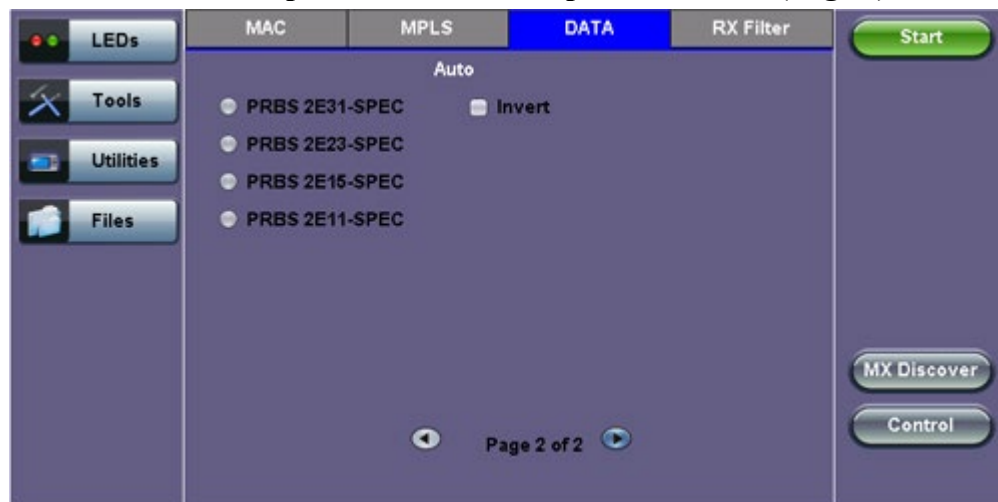 LEDs
Tools
Utilities
Files
MAC MPLS DATA RX Filter
Auto
PRBS 2E31-SPEC Invert
PRBS 2E23-SPEC
PRBS 2E15-SPEC
PRBS 2E11-SPEC
Page 2 of 2
Start
MX Discover
Control